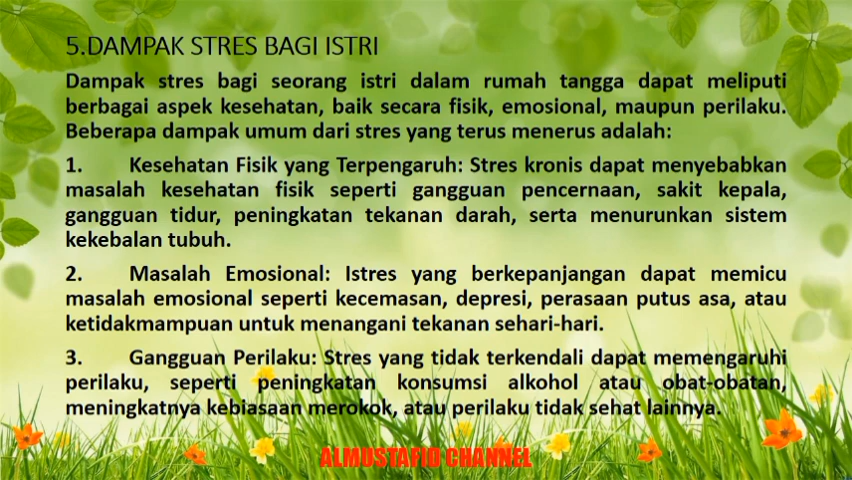 5.DAMPAK STRES BAGI ISTRI
Dampak stres bagi seorang istri dalam rumah tangga dapat meliputi
berbagai aspek kesehatan, baik secara fisik, emosional, maupun perilaku.
Beberapa dampak umum dari stres yang terus menerus adalah:
1. Kesehatan Fisik yang Terpengaruh: Stres kronis dapat menyebabkan
masalah kesehatan fisik seperti gangguan pencernaan, sakit kepala,
gangguan tidur, peningkatan tekanan darah, serta menurunkan sistem
kekebalan tubuh.
2. Masalah Emosional: Istres yang berkepanjangan dapat memicu
masalah emosional seperti kecemasan, depresi, perasaan putus asa, atau
ketidakmampuan untuk menangani tekanan sehari-hari.
3. Gangguan Perilaku: Stres yang tidak terkendali dapat memengaruhi
perilaku, seperti peningkatan konsumsi alkohol atau obat-obatan,
meningkatnya kebiasaan merokok, atau perilaku tidak sehat lainnya.
ALMUSTAFID CHANNEL